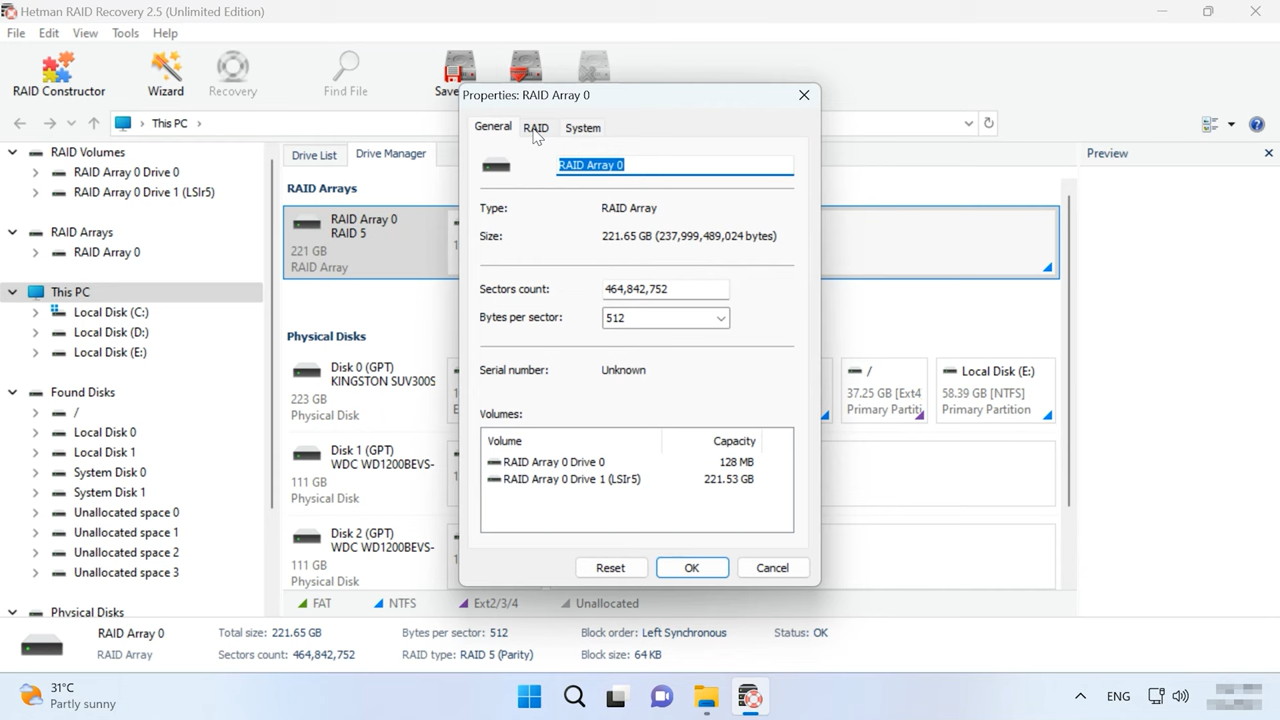 Hetman RAID Recovery 2.5 (Unlimited Edition)
File Edit View Tools Help
RAID Constructor Wizard Recovery Find File Save
This PC
RAID Volumes
RAID Array 0 Drive 0
RAID Array 0 Drive 1 (LSIr5)
RAID Arrays
RAID Array 0
This PC
Local Disk (C:)
Local Disk (D:)
Local Disk (E:)
Found Disks
/
Local Disk 0
Local Disk 1
System Disk 0
System Disk 1
Unallocated space 0
Unallocated space 1
Unallocated space 2
Unallocated space 3
Physical Disks
Drive List Drive Manager
RAID Arrays
RAID Array 0
RAID 5
221 GB
RAID Array
Physical Disks
Disk 0 (GPT)
KINGSTON SUV300S
223 GB
Physical Disk
/
37.25 GB [Ext4
Primary Partiti
Local Disk (E:)
58.39 GB [NTFS]
Primary Partition
Disk 1 (GPT)
WDC WD1200BEVS-
111 GB
Physical Disk
Disk 2 (GPT)
WDC WD1200BEVS-
111 GB
Physical Disk
FAT NTFS Ext2/3/4 Unallocated
Preview
Properties: RAID Array 0
General RAID System
RAID Array 0
Type: RAID Array
Size: 221.65 GB (237,999,489,024 bytes)
Sectors count: 464,842,752
Bytes per sector: 512
Serial number: Unknown
Volumes:
Volume Capacity
RAID Array 0 Drive 0 128 MB
RAID Array 0 Drive 1 (LSIr5) 221.53 GB
Reset OK Cancel
RAID Array 0 Total size: 221.65 GB Bytes per sector: 512 Block order: Left Synchronous Status: OK
RAID Array Sectors count: 464,842,752 RAID type: RAID 5 (Parity) Block size: 64 KB
31°C
Partly sunny
ENG